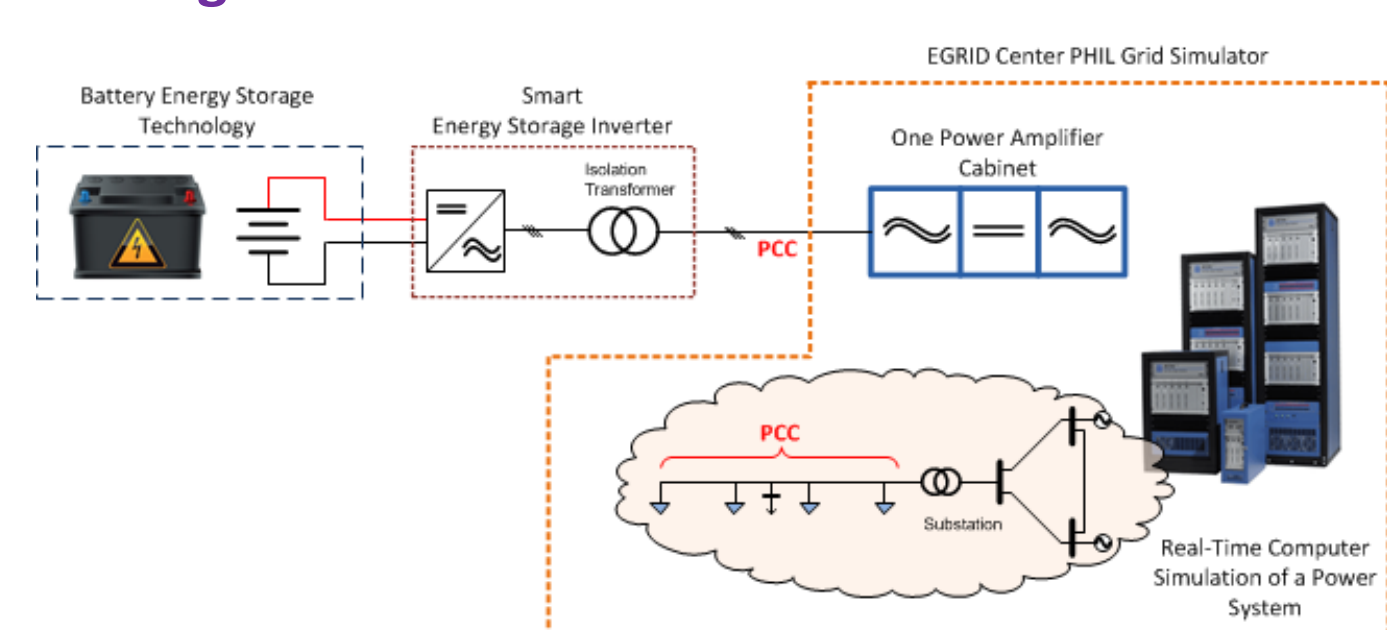 EGRID Center PHIL Grid Simulator
Battery Energy Storage
Technology
Smart
Energy Storage Inverter
Isolation
Transformer
One Power Amplifier
Cabinet
PCC
PCC
Substation
Real-Time Computer
Simulation of a Power
System